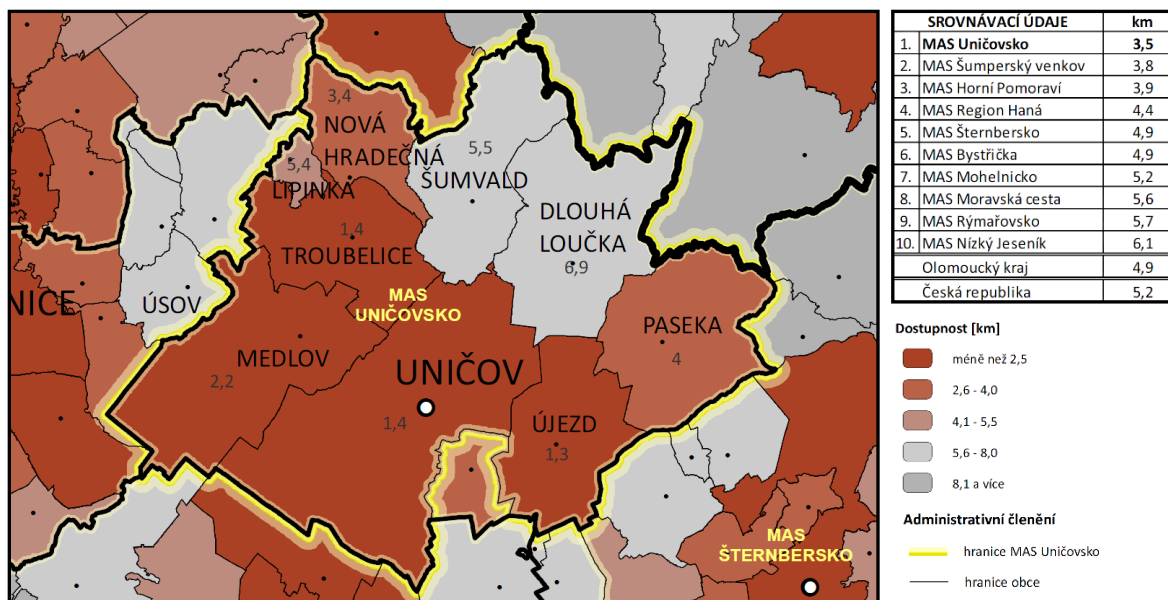 3,4
NOVÁ
HRADEČNÁ
5,4
LIPINKA
5,5
ŠUMVALD
DLOUHÁ
LOUČKA
6,9
1,4
TROUBELICE
ÚSOV
NICE
MAS
UNIČOVSKO
MEDLOV
2,2
UNIČOV
1,4
PASEKA
4
ÚJEZD
1,3
MAS
ŠTERNBERSKO
SROVNÁVACÍ ÚDAJE km
1. MAS Uničovsko 3,5
2. MAS Šumperský venkov 3,8
3. MAS Horní Pomoraví 3,9
4. MAS Region Haná 4,4
5. MAS Šternbersko 4,9
6. MAS Bystřička 4,9
7. MAS Mohelnicko 5,2
8. MAS Moravská cesta 5,6
9. MAS Rýmařovsko 5,7
10. MAS Nízký Jeseník 6,1
Olomoucký kraj 4,9
Česká republika 5,2
Dostupnost [km]
méně než 2,5
2,6 - 4,0
4,1 - 5,5
5,6 - 8,0
8,1 a více
Administrativní členění
hranice MAS Uničovsko
hranice obce